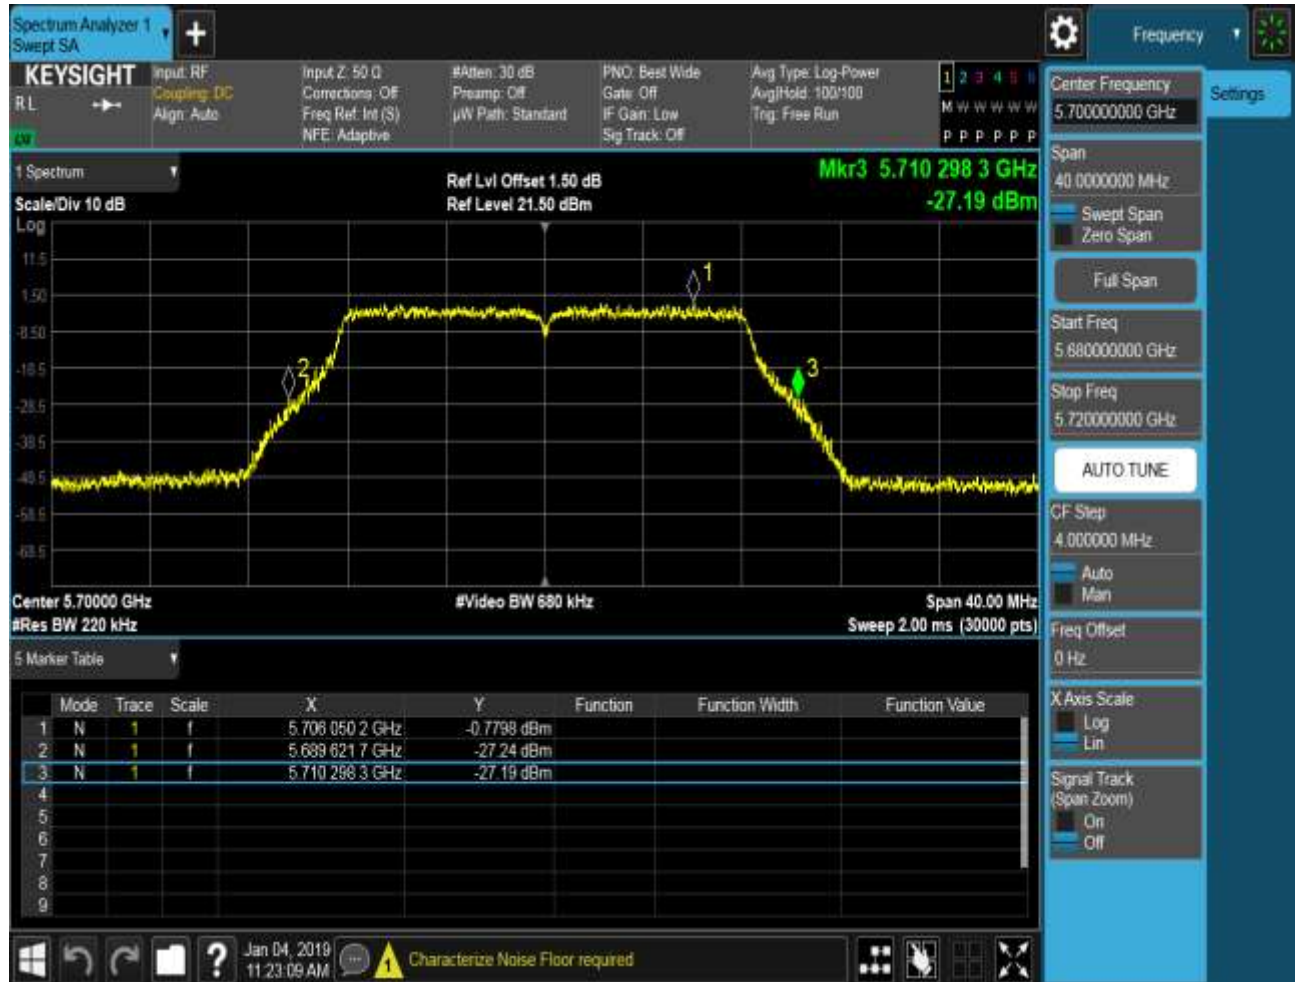 Spectrum Analyzer 1
Swept SA
Frequency
KEYSIGHT
RL
Input: RF
Coupling: DC
Align: Auto
Input Z: 50 Ω
Corrections: Off
Freq Ref: Int (S)
NFE: Adaptive
#Atten: 30 dB
Preamp: Off
µW Path: Standard
PNO: Best Wide
Gate: Off
IF Gain: Low
Sig Track: Off
Avg Type: Log-Power
Avg|Hold: 100/100
Trig: Free Run
1 2 3 4 5 6
M W W W W W
P P P P P P
1 Spectrum
Scale/Div 10 dB
Log
Ref Lvl Offset 1.50 dB
Ref Level 21.50 dBm
Mkr3 5.710 298 3 GHz
-27.19 dBm
11.5
1.50
-8.50
-18.5
-28.5
-38.5
-48.5
-58.5
-68.5
1
2
3
Center 5.70000 GHz
#Video BW 680 kHz
Span 40.00 MHz
#Res BW 220 kHz
Sweep 2.00 ms (30000 pts)
5 Marker Table
Mode Trace Scale X Y Function Function Width Function Value
1 N 1 f 5.706 050 2 GHz -0.7798 dBm
2 N 1 f 5.689 621 7 GHz -27.24 dBm
3 N 1 f 5.710 298 3 GHz -27.19 dBm
4
5
6
7
8
9
Jan 04, 2019
11:23:09 AM
1
Characterize Noise Floor required
?
Settings
Center Frequency
5.700000000 GHz
Span
40.0000000 MHz
Swept Span
Zero Span
Full Span
Start Freq
5.680000000 GHz
Stop Freq
5.720000000 GHz
AUTO TUNE
CF Step
4.000000 MHz
Auto
Man
Freq Offset
0 Hz
X Axis Scale
Log
Lin
Signal Track
(Span Zoom)
On
Off